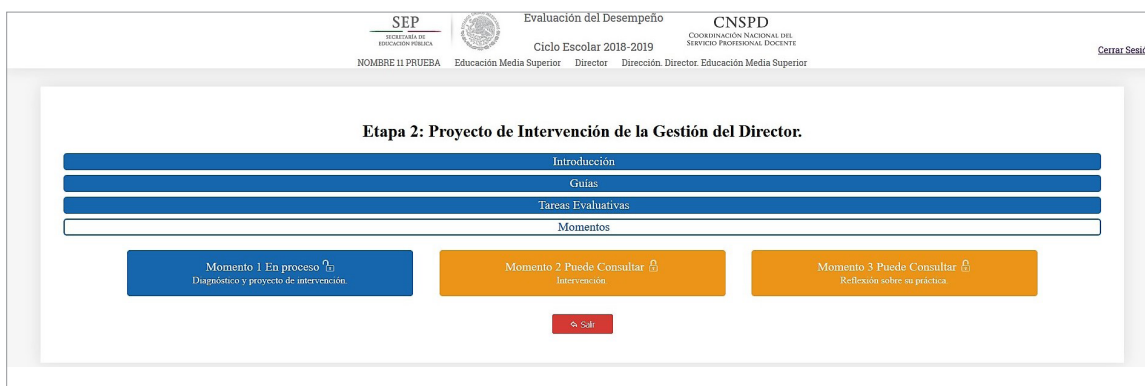 SEP
SECRETARÍA DE
EDUCACIÓN PÚBLICA
Evaluación del Desempeño
Ciclo Escolar 2018-2019
CNSPD
COORDINACIÓN NACIONAL DEL
SERVICIO PROFESIONAL DOCENTE
Cerrar Sesió
NOMBRE 11 PRUEBA Educación Media Superior Director Dirección. Director. Educación Media Superior
Etapa 2: Proyecto de Intervención de la Gestión del Director.
Introducción
Guías
Tareas Evaluativas
Momentos
Momento 1 En proceso
Diagnóstico y proyecto de intervención.
Momento 2 Puede Consultar
Intervención.
Momento 3 Puede Consultar
Reflexión sobre su práctica.
Salir